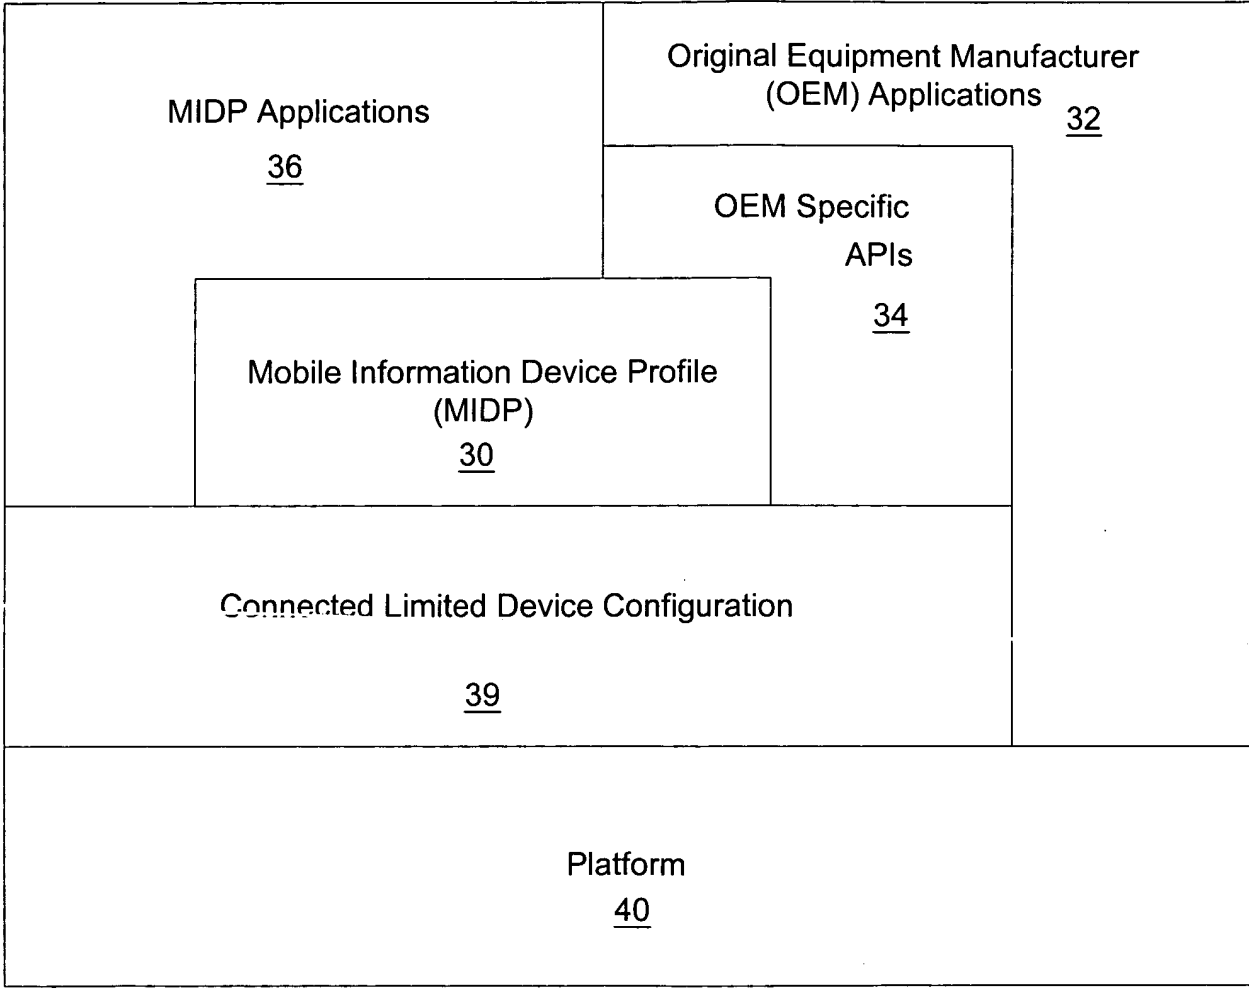 MIDP Applications
36
Original Equipment Manufacturer
(OEM) Applications
32
OEM Specific
APIs
34
Mobile Information Device Profile
(MIDP)
30
Connected Limited Device Configuration
39
Platform
40